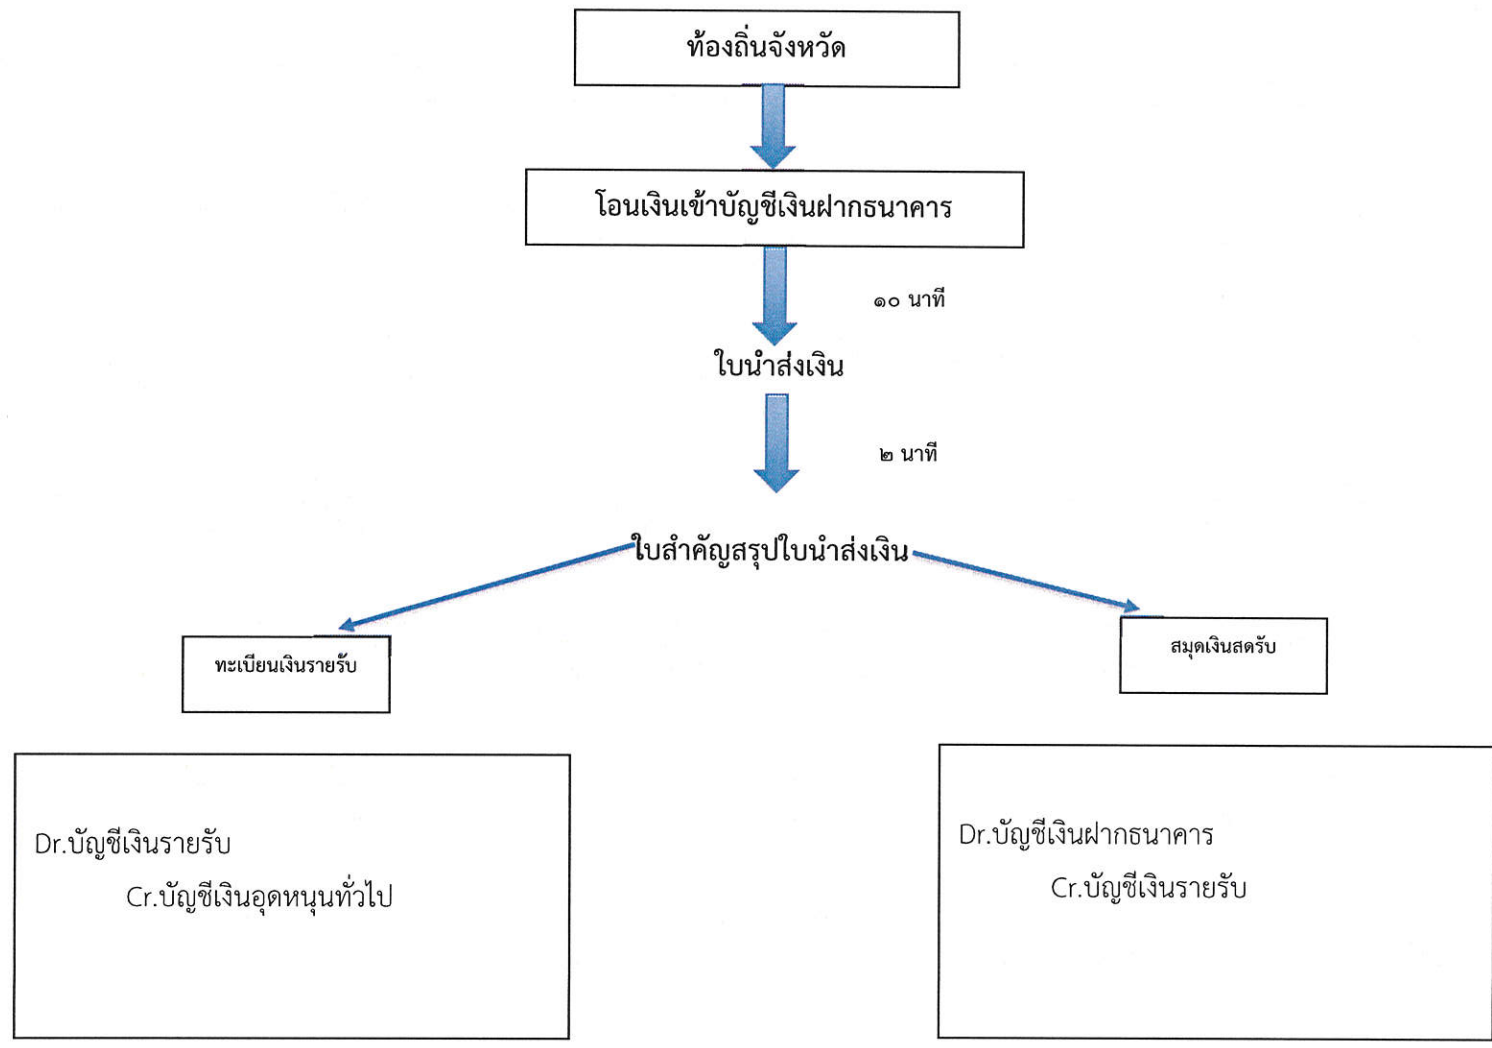 ท้องถิ่นจังหวัด
โอนเงินเข้าบัญชีเงินฝากธนาคาร
๑๐ นาที
ใบนำส่งเงิน
๒ นาที
ใบสำคัญสรุปใบนำส่งเงิน
ทะเบียนเงินรายรับ
สมุดเงินสดรับ
Dr.บัญชีเงินรายรับ
Cr.บัญชีเงินอุดหนุนทั่วไป
Dr.บัญชีเงินฝากธนาคาร
Cr.บัญชีเงินรายรับ